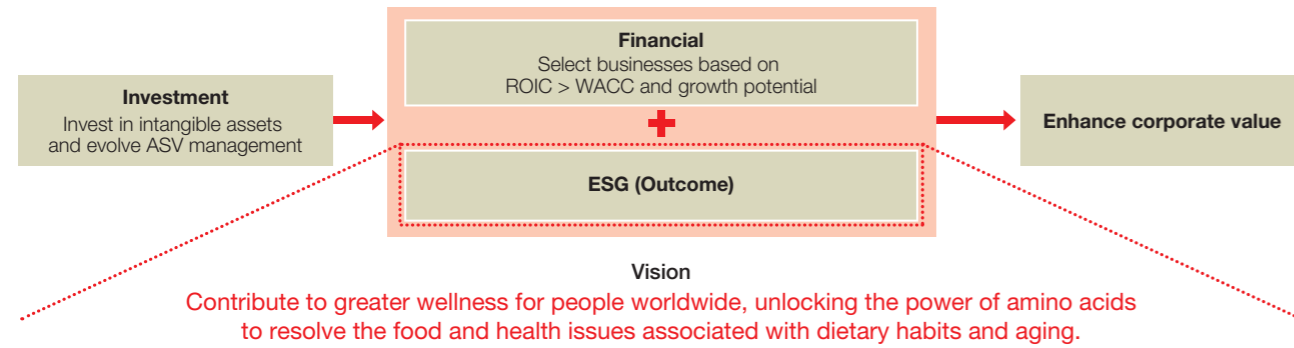 Financial
Select businesses based on
ROIC > WACC and growth potential
Investment
Invest in intangible assets
and evolve ASV management
Enhance corporate value
ESG (Outcome)
Vision
Contribute to greater wellness for people worldwide, unlocking the power of amino acids
to resolve the food and health issues associated with dietary habits and aging.